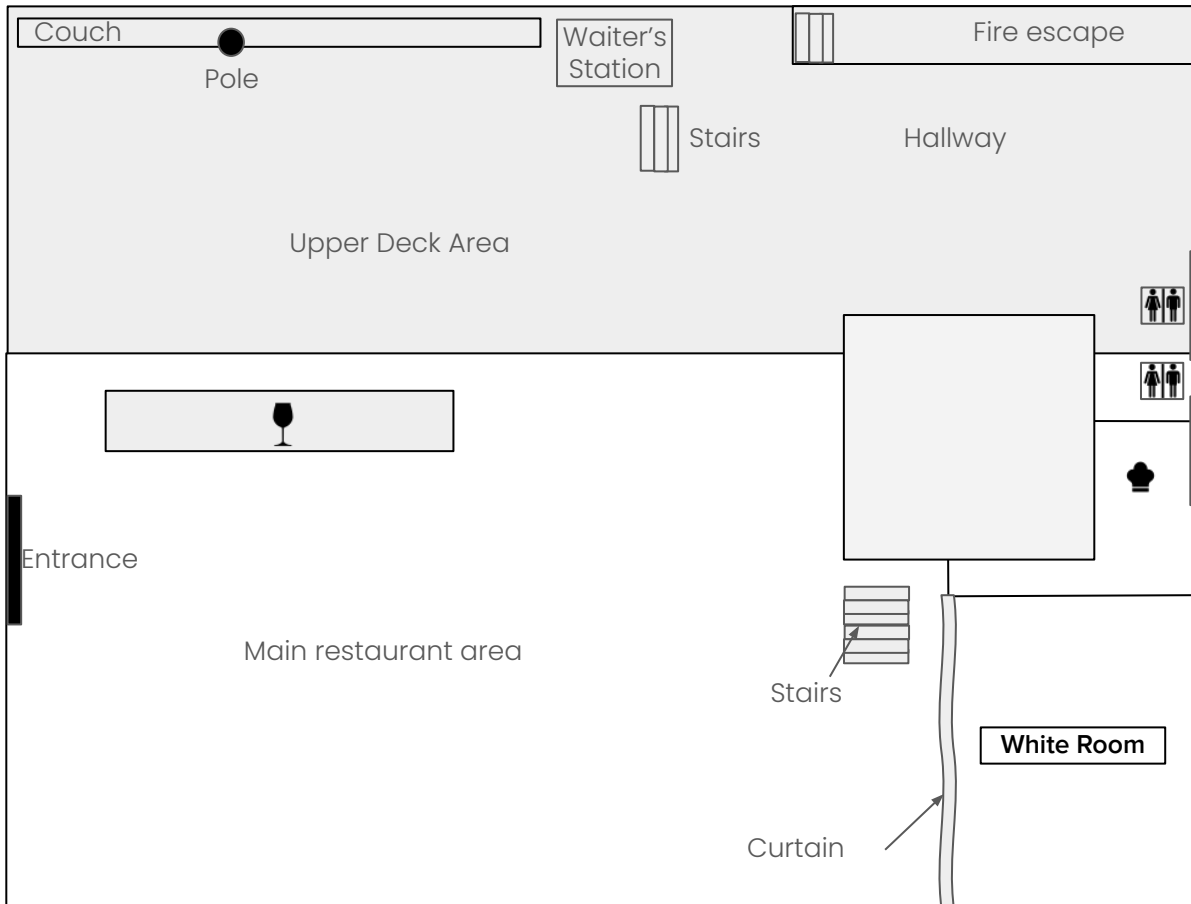 Couch
Pole
Waiter's
Station
Fire escape
Stairs
Hallway
Upper Deck Area
Entrance
Main restaurant area
Stairs
White Room
Curtain